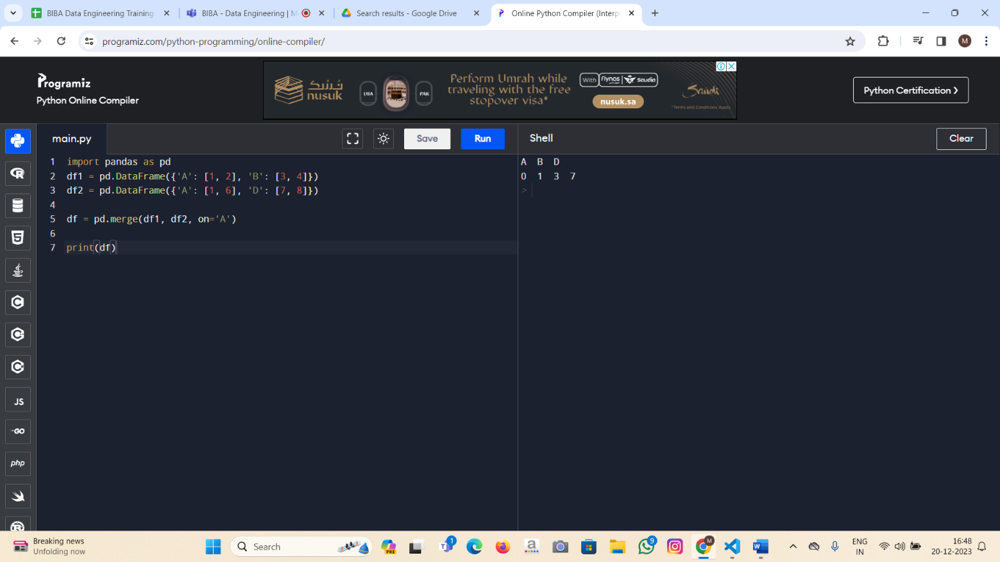 BIBA Data Engineering Training
BIBA - Data Engineering | M
Search results - Google Drive
Online Python Compiler (Interp
programiz.com/python-programming/online-compiler/
M
Programiz
Python Online Compiler
نُسُك
nusuk
USA
PAK
Perform Umrah while
traveling with the free
stopover visa*
With flynas SAUDIA
nusuk.sa
Saudi
*Terms and Conditions Apply
Python Certification >
main.py
Save
Run
Shell
Clear
1 import pandas as pd
2 df1 = pd.DataFrame({'A': [1, 2], 'B': [3, 4]})
3 df2 = pd.DataFrame({'A': [1, 6], 'D': [7, 8]})
4
5 df = pd.merge(df1, df2, on='A')
6
7 print(df)
A B D
0 1 3 7
>
JS
GO
php
Breaking news
Unfolding now
Search
PRE
1
9
M
ENG
IN
16:48
20-12-2023